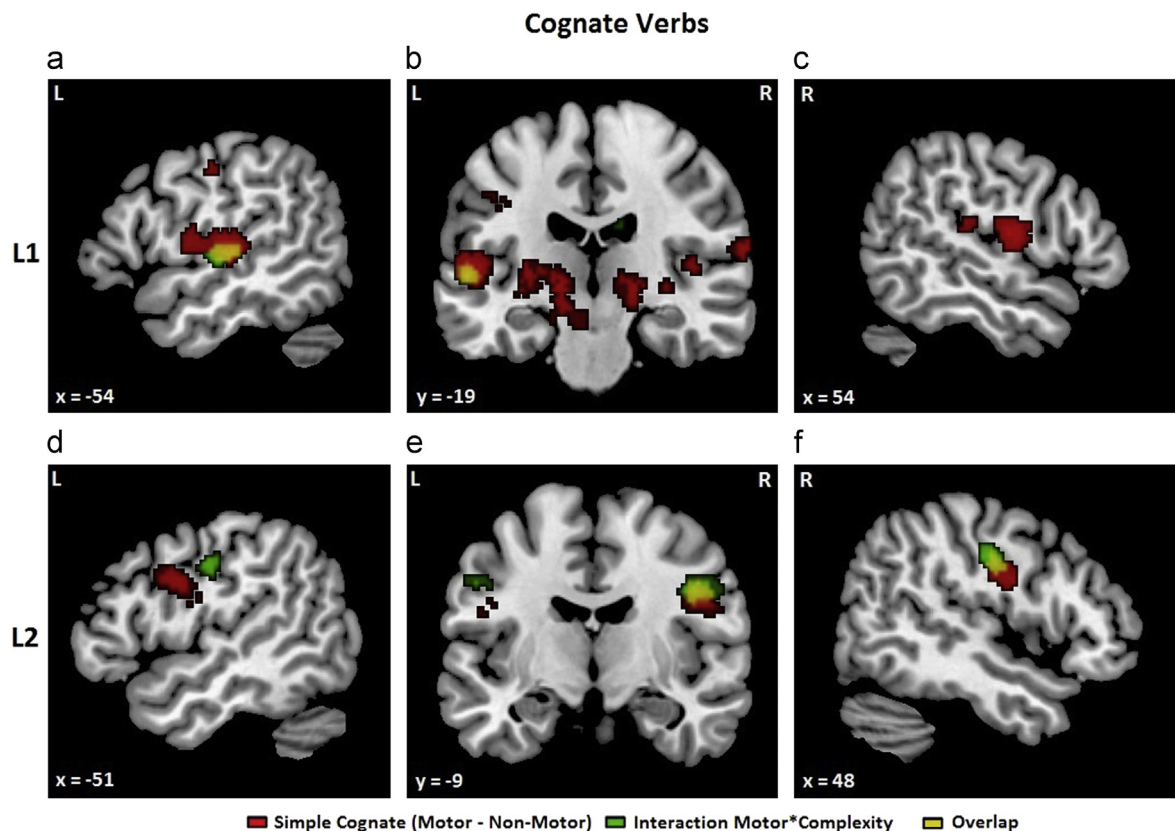 Cognate Verbs
a
b
c
L1
L
L R
R
x = -54
y = -19
x = 54
d
e
f
L2
L
L R
R
x = -51
y = -9
x = 48
Simple Cognate (Motor - Non-Motor) Interaction Motor*Complexity Overlap